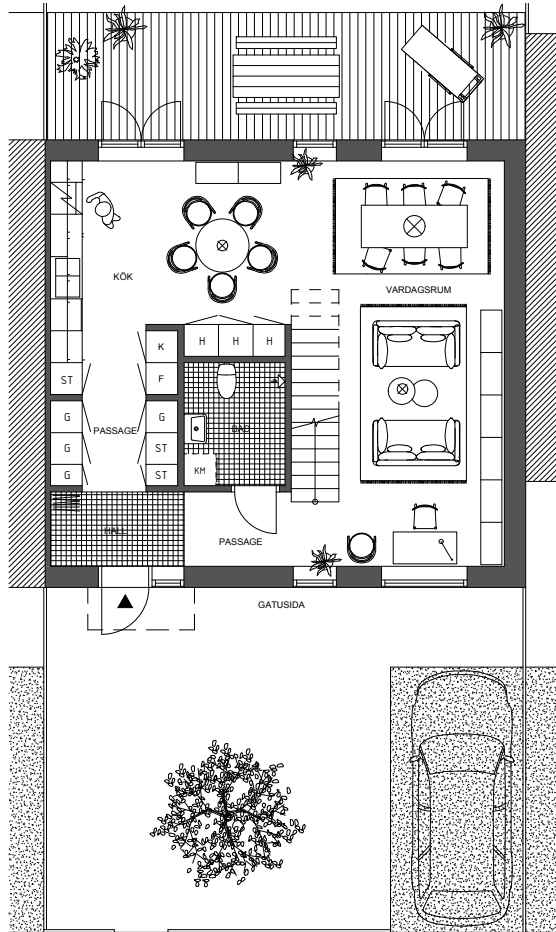 KÖK
VARDAGSRUM
K
H
H
H
ST
F
G
G
PASSAGE
BAD
G
ST
G
ST
KM
HALL
PASSAGE
GATUSIDA